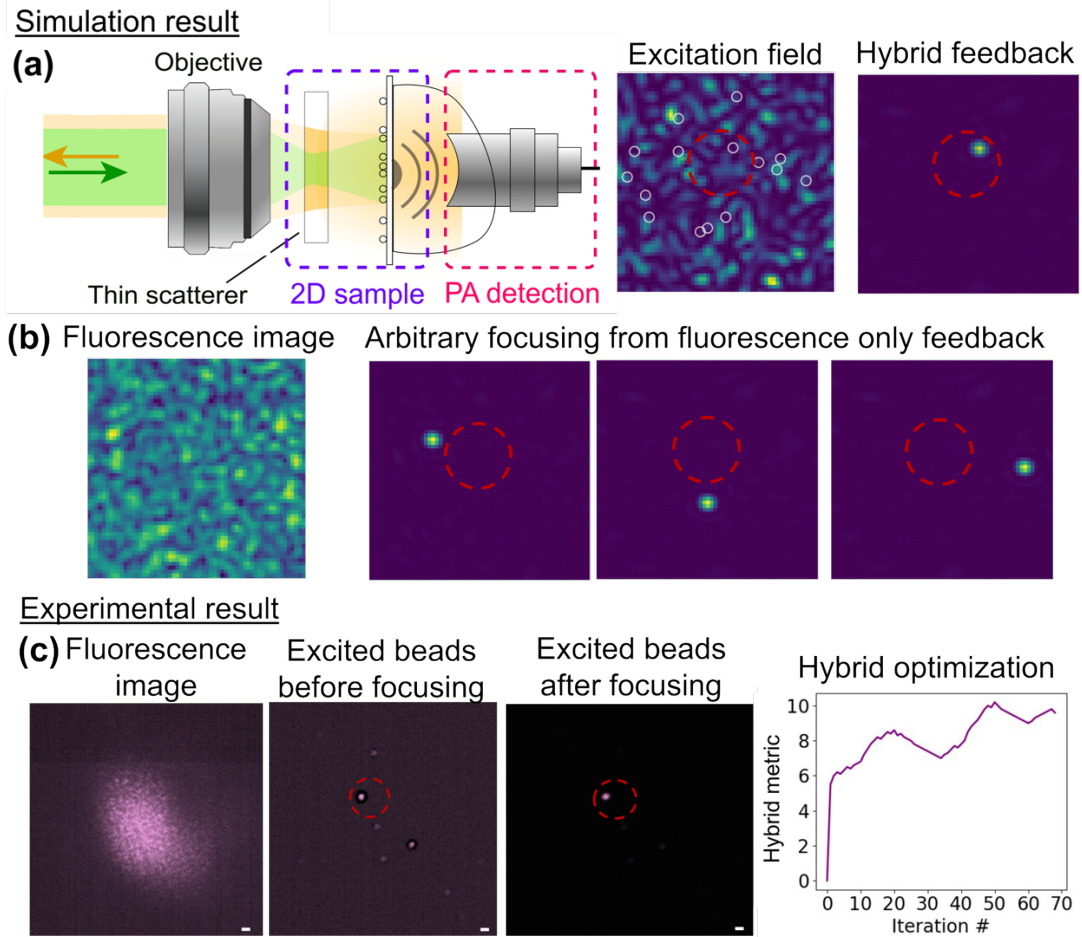 Simulation result
(a)
Objective
Excitation field
Hybrid feedback
Thin scatterer
2D sample
PA detection
(b)
Fluorescence image
Arbitrary focusing from fluorescence only feedback
Experimental result
(c)
Fluorescence
image
Excited beads
before focusing
Excited beads
after focusing
Hybrid optimization
Hybrid metric
10
8
6
4
2
0
0 10 20 30 40 50 60 70
Iteration #